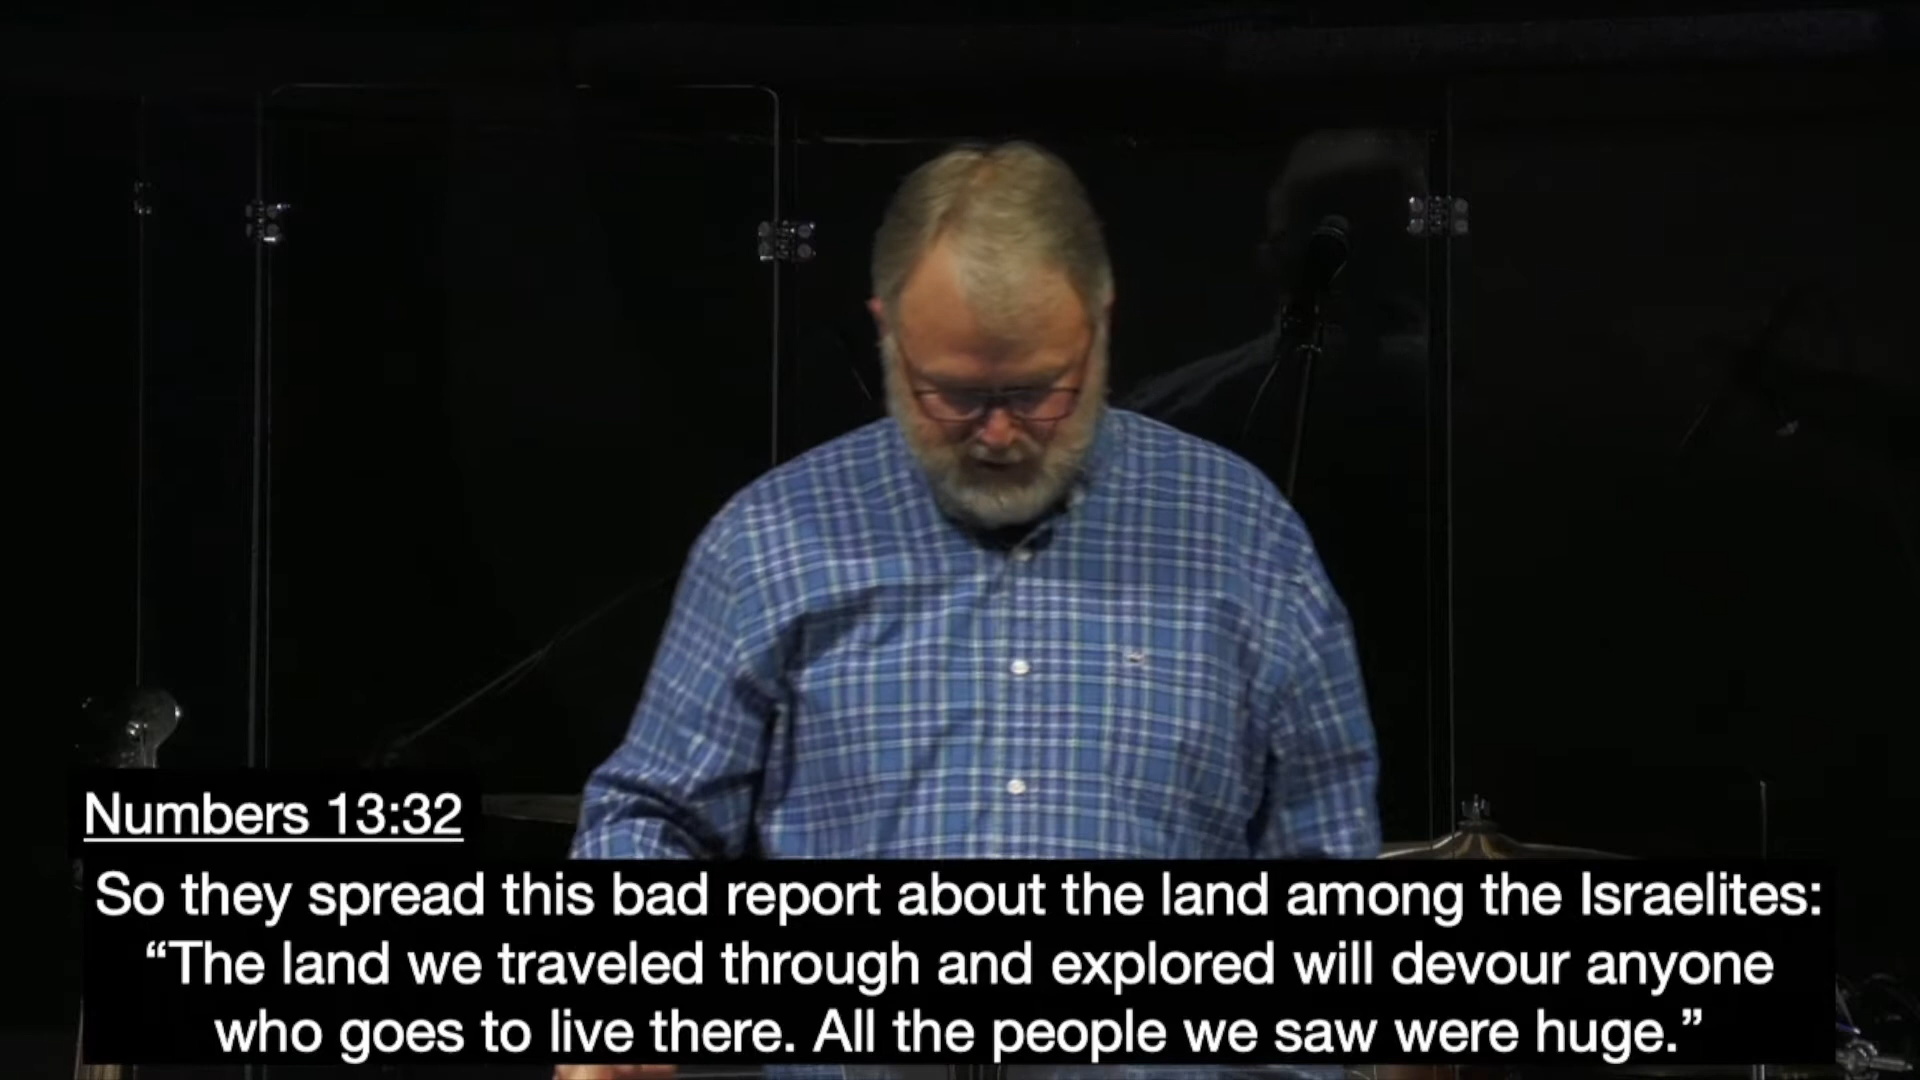 Numbers 13:32
So they spread this bad report about the land among the Israelites:
“The land we traveled through and explored will devour anyone
who goes to live there. All the people we saw were huge.”